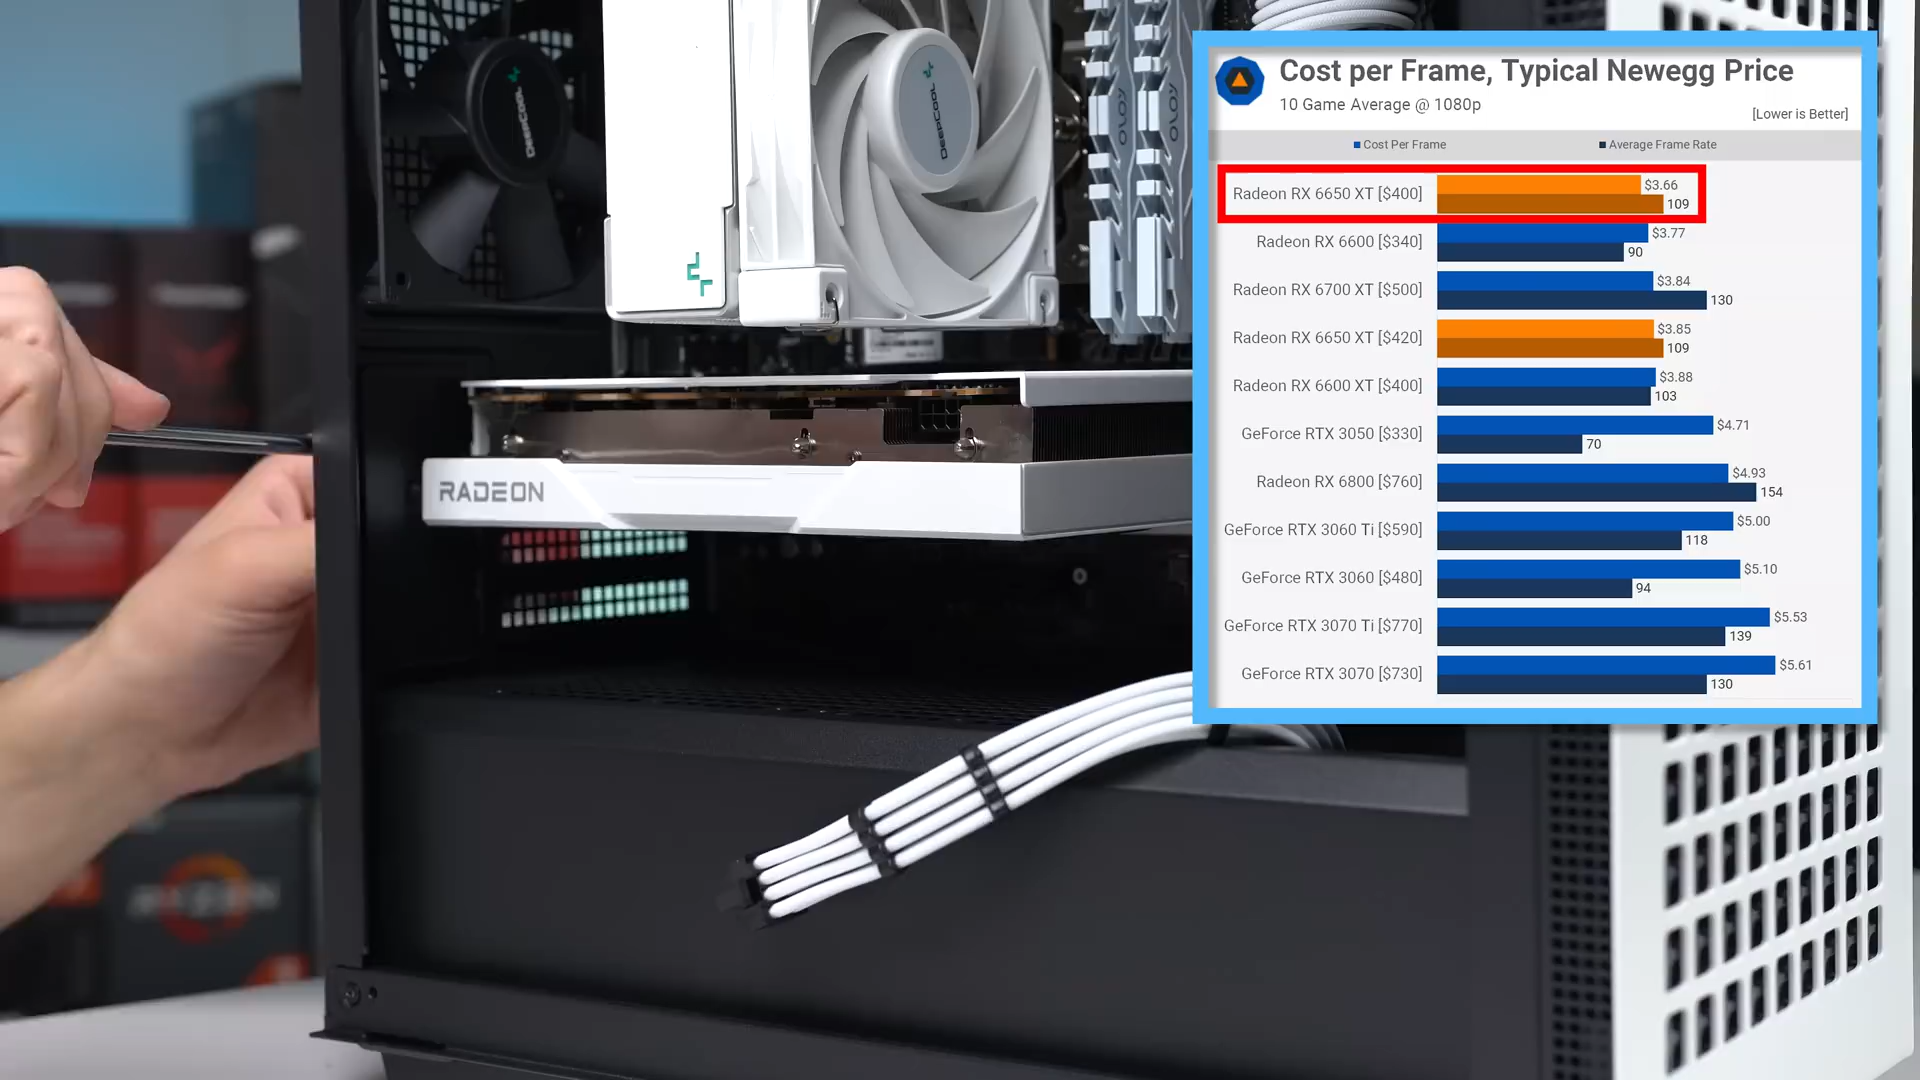 Cost per Frame, Typical Newegg Price
10 Game Average @ 1080p
[Lower is Better]
Cost Per Frame Average Frame Rate
Radeon RX 6650 XT [$400] $3.66 109
Radeon RX 6600 [$340] $3.77 90
Radeon RX 6700 XT [$500] $3.84 130
Radeon RX 6650 XT [$420] $3.85 109
Radeon RX 6600 XT [$400] $3.88 103
GeForce RTX 3050 [$330] $4.71 70
Radeon RX 6800 [$760] $4.93 154
GeForce RTX 3060 Ti [$590] $5.00 118
GeForce RTX 3060 [$480] $5.10 94
GeForce RTX 3070 Ti [$770] $5.53 139
GeForce RTX 3070 [$730] $5.61 130
DEEPCOOL
DEEPCOOL
OLOy
OLOy
RADEON
RYZEN